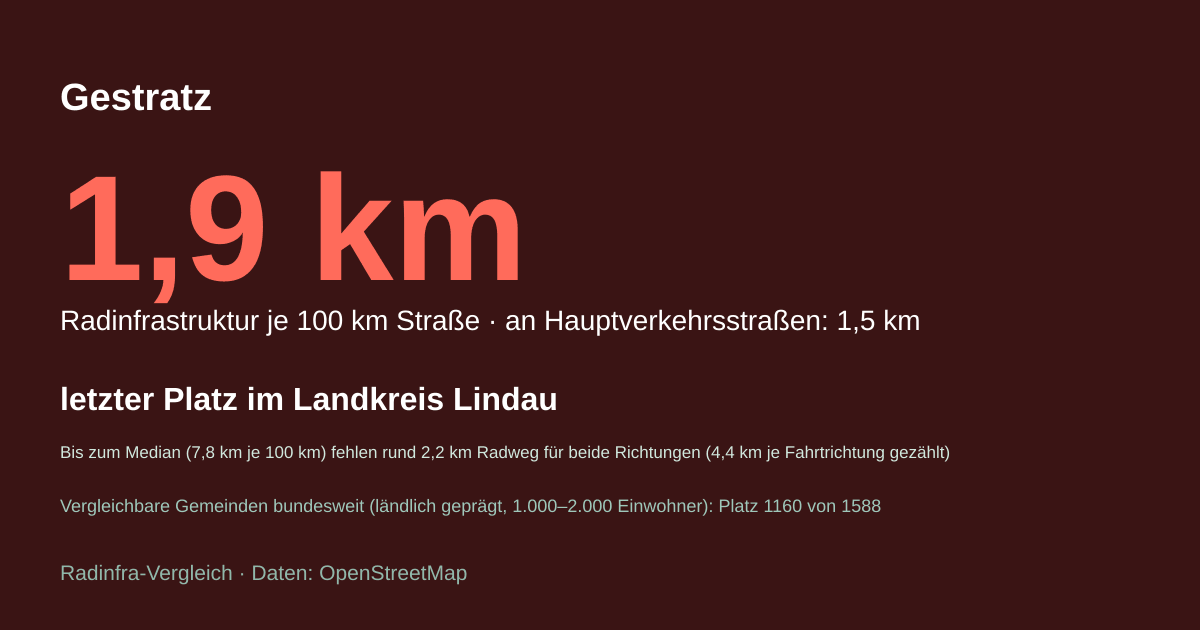 Gestratz
1,9 km
Radinfrastruktur je 100 km Straße · an Hauptverkehrsstraßen: 1,5 km
letzter Platz im Landkreis Lindau
Bis zum Median (7,8 km je 100 km) fehlen rund 2,2 km Radweg für beide Richtungen (4,4 km je Fahrtrichtung gezählt)
Vergleichbare Gemeinden bundesweit (ländlich geprägt, 1.000–2.000 Einwohner): Platz 1160 von 1588
Radinfra-Vergleich · Daten: OpenStreetMap